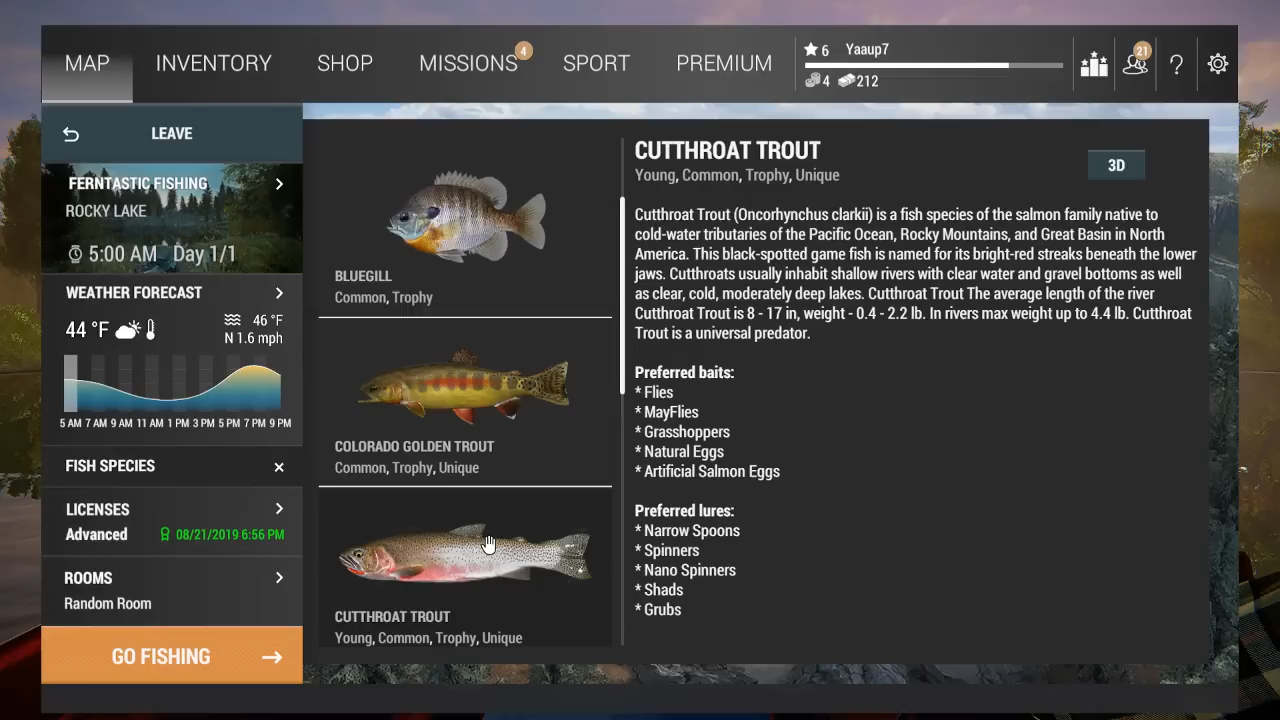 MAP
INVENTORY
SHOP
MISSIONS
4
SPORT
PREMIUM
6 Yaaup7
4 212
21
?
LEAVE
FERNTASTIC FISHING
ROCKY LAKE
5:00 AM Day 1/1
WEATHER FORECAST
44 °F
46 °F
N 1.6 mph
5 AM 7 AM 9 AM 11 AM 1 PM 3 PM 5 PM 7 PM 9 PM
FISH SPECIES
LICENSES
Advanced 08/21/2019 6:56 PM
ROOMS
Random Room
GO FISHING
BLUEGILL
Common, Trophy
COLORADO GOLDEN TROUT
Common, Trophy, Unique
CUTTHROAT TROUT
Young, Common, Trophy, Unique
CUTTHROAT TROUT
Young, Common, Trophy, Unique
3D
Cutthroat Trout (Oncorhynchus clarkii) is a fish species of the salmon family native to
cold-water tributaries of the Pacific Ocean, Rocky Mountains, and Great Basin in North
America. This black-spotted game fish is named for its bright-red streaks beneath the lower
jaws. Cutthroats usually inhabit shallow rivers with clear water and gravel bottoms as well
as clear, cold, moderately deep lakes. Cutthroat Trout The average length of the river
Cutthroat Trout is 8 - 17 in, weight - 0.4 - 2.2 lb. In rivers max weight up to 4.4 lb. Cutthroat
Trout is a universal predator.
Preferred baits:
* Flies
* MayFlies
* Grasshoppers
* Natural Eggs
* Artificial Salmon Eggs
Preferred lures:
* Narrow Spoons
* Spinners
* Nano Spinners
* Shads
* Grubs